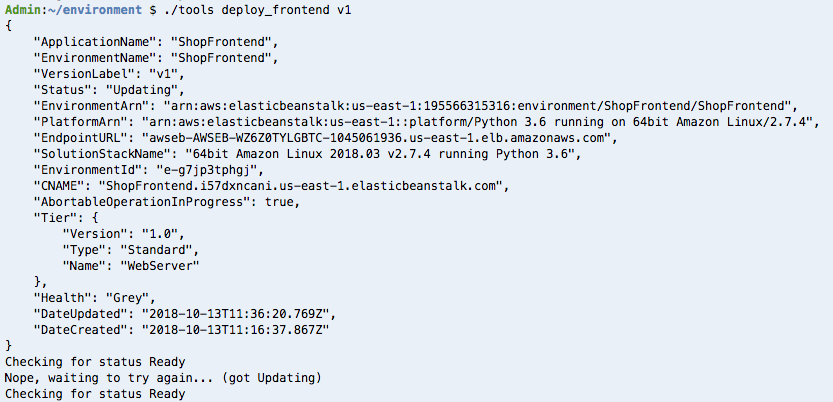 Admin:~/environment $ ./tools deploy_frontend v1
{
    "ApplicationName": "ShopFrontend",
    "EnvironmentName": "ShopFrontend",
    "VersionLabel": "v1",
    "Status": "Updating",
    "EnvironmentArn": "arn:aws:elasticbeanstalk:us-east-1:195566315316:environment/ShopFrontend/ShopFrontend",
    "PlatformArn": "arn:aws:elasticbeanstalk:us-east-1::platform/Python 3.6 running on 64bit Amazon Linux/2.7.4",
    "EndpointURL": "awseb-AWSEB-WZ6Z0TYLGBTC-1045061936.us-east-1.elb.amazonaws.com",
    "SolutionStackName": "64bit Amazon Linux 2018.03 v2.7.4 running Python 3.6",
    "EnvironmentId": "e-g7jp3tphgj",
    "CNAME": "ShopFrontend.i57dxncani.us-east-1.elasticbeanstalk.com",
    "AbortableOperationInProgress": true,
    "Tier": {
        "Version": "1.0",
        "Type": "Standard",
        "Name": "WebServer"
    },
    "Health": "Grey",
    "DateUpdated": "2018-10-13T11:36:20.769Z",
    "DateCreated": "2018-10-13T11:16:37.867Z"
}
Checking for status Ready
Nope, waiting to try again... (got Updating)
Checking for status Ready